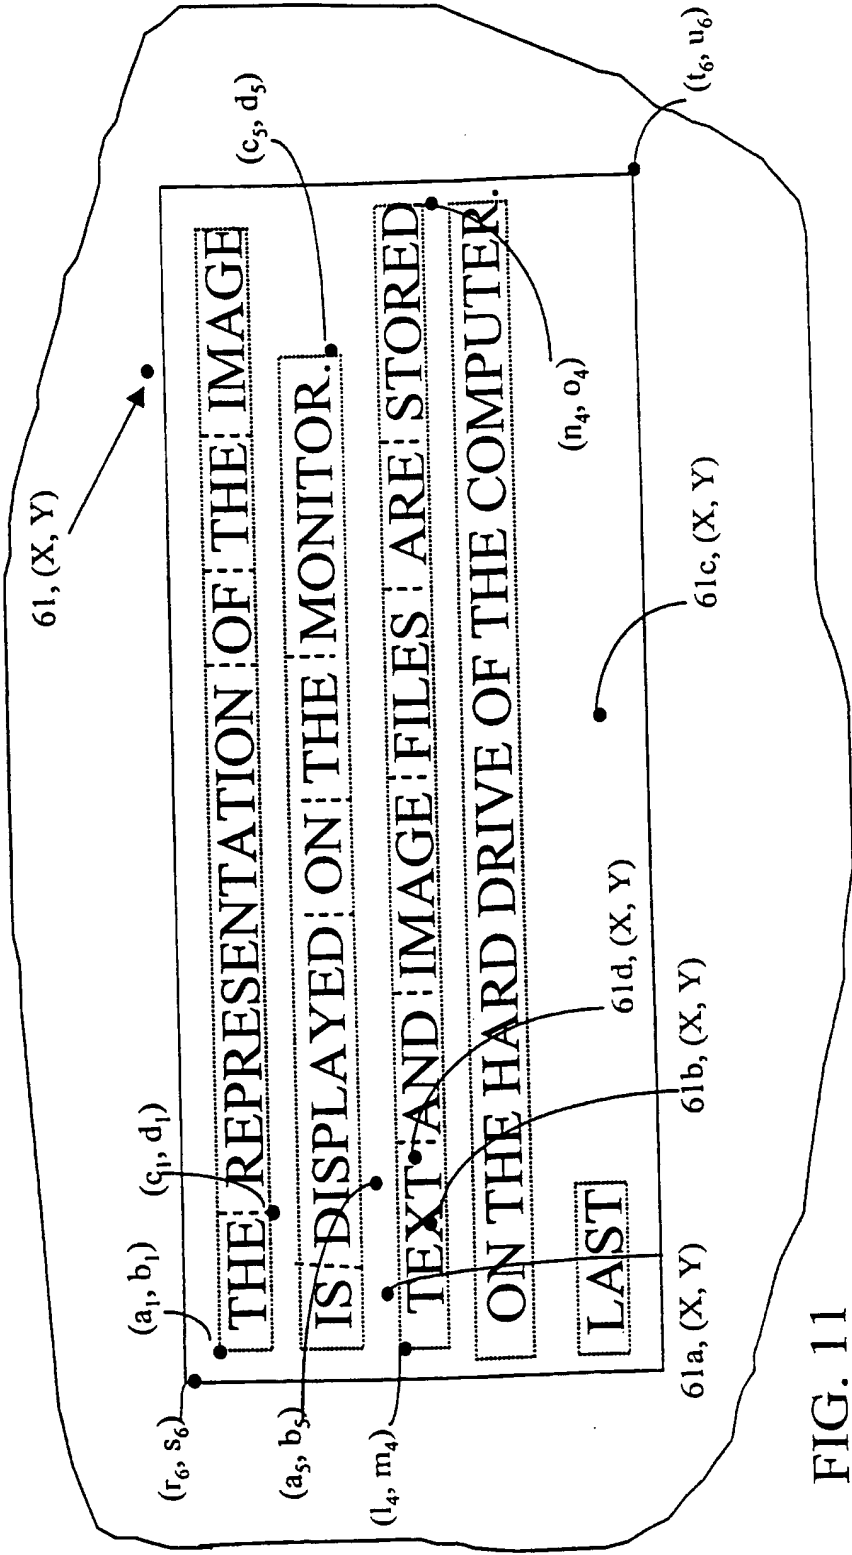 61, (X, Y)
(r₆, s₆)
(a₁, b₁)
(c₁, d₁)
THE REPRESENTATION OF THE IMAGE
(c₅, d₅)
IS DISPLAYED ON THE MONITOR.
(a₅, b₅)
TEXT AND IMAGE FILES ARE STORED
(l₄, m₄)
ON THE HARD DRIVE OF THE COMPUTER.
(n₄, o₄)
LAST
61d, (X, Y)
61a, (X, Y)
61b, (X, Y)
61c, (X, Y)
(t₆, u₆)
FIG. 11